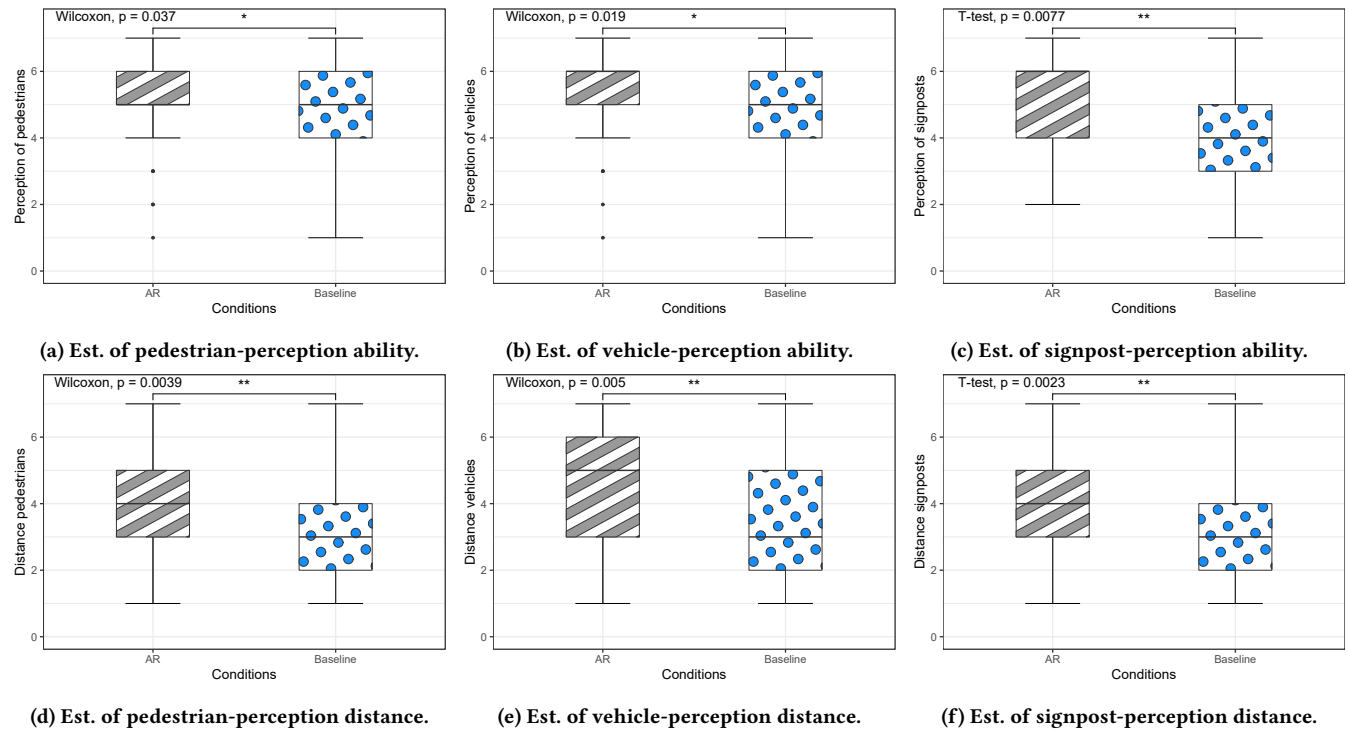 Wilcoxon, p = 0.037
*
Perception of pedestrians
6
4
2
0
AR
Baseline
Conditions
(a) Est. of pedestrian-perception ability.
Wilcoxon, p = 0.019
*
Perception of vehicles
6
4
2
0
AR
Baseline
Conditions
(b) Est. of vehicle-perception ability.
T-test, p = 0.0077
**
Perception of signposts
6
4
2
0
AR
Baseline
Conditions
(c) Est. of signpost-perception ability.
Wilcoxon, p = 0.0039
**
Distance pedestrians
6
4
2
0
AR
Baseline
Conditions
(d) Est. of pedestrian-perception distance.
Wilcoxon, p = 0.005
**
Distance vehicles
6
4
2
0
AR
Baseline
Conditions
(e) Est. of vehicle-perception distance.
T-test, p = 0.0023
**
Distance signposts
6
4
2
0
AR
Baseline
Conditions
(f) Est. of signpost-perception distance.